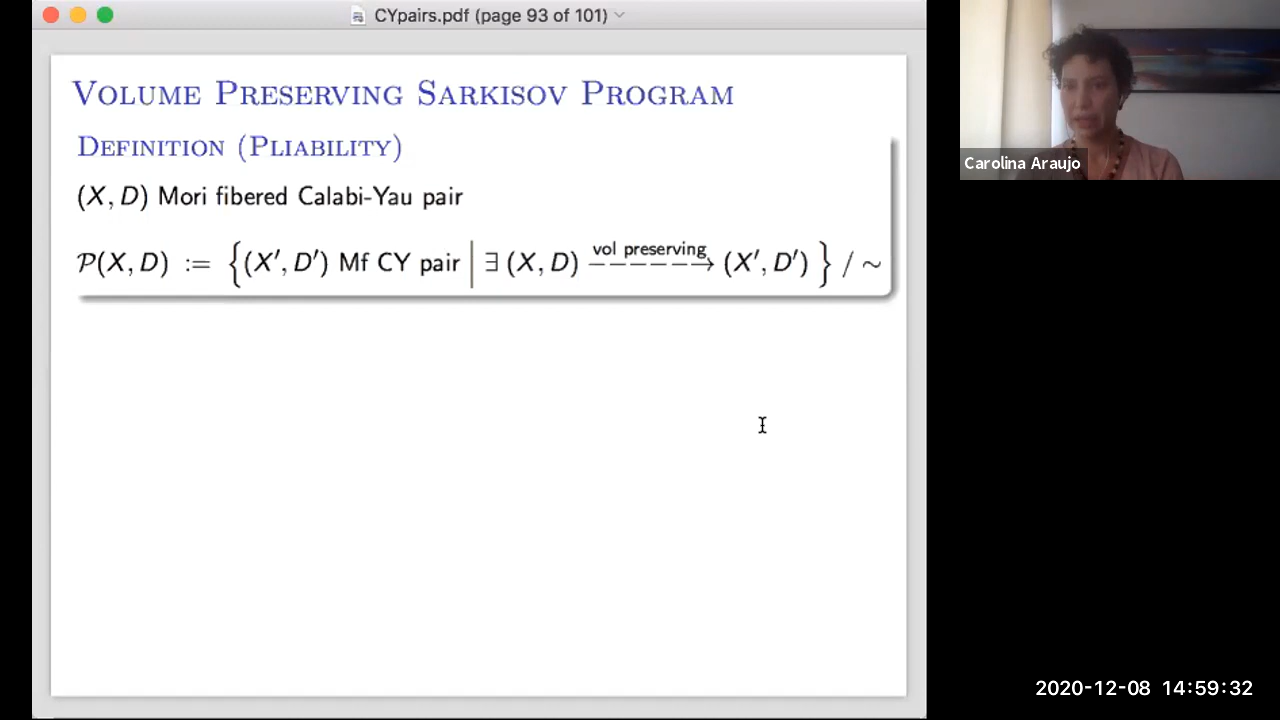 CYpairs.pdf (page 93 of 101)
VOLUME PRESERVING SARKISOV PROGRAM
DEFINITION (PLIABILITY)
(X, D) Mori fibered Calabi-Yau pair
𝒫(X, D) := {(X′, D′) Mf CY pair | ∃ (X, D) vol preserving ⇢ (X′, D′)} / ∼
Carolina Araujo
2020-12-08 14:59:32